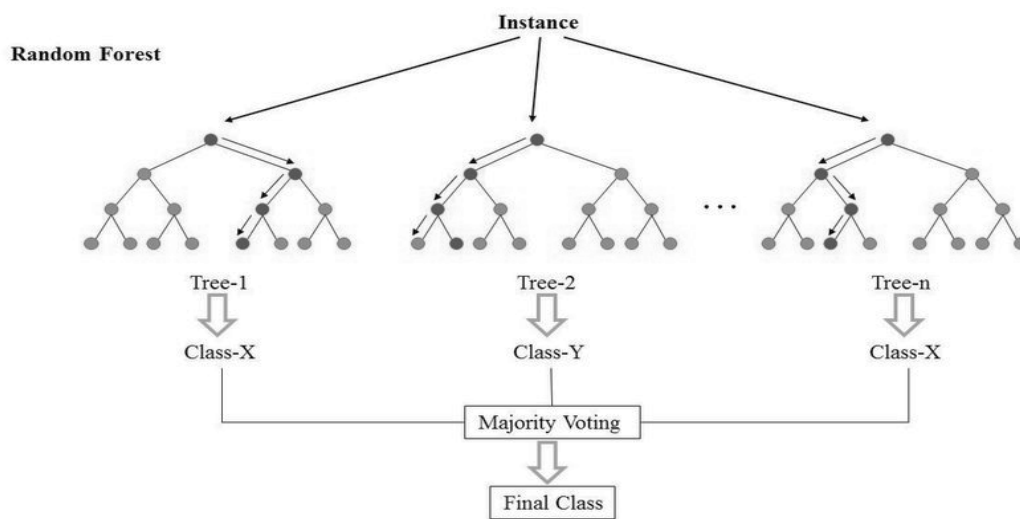 Instance
Random Forest
. . .
Tree-1 Tree-2 Tree-n
Class-X Class-Y Class-X
Majority Voting
Final Class